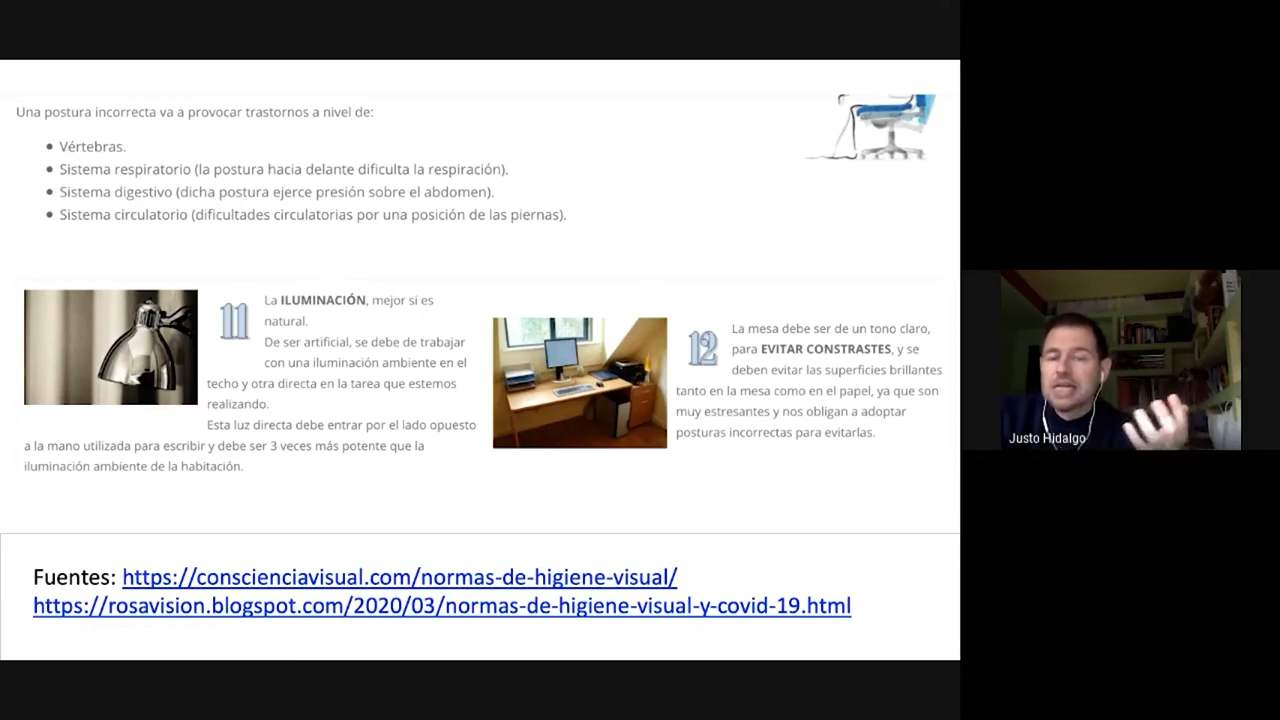 Una postura incorrecta va a provocar trastornos a nivel de:
Vértebras.
Sistema respiratorio (la postura hacia delante dificulta la respiración).
Sistema digestivo (dicha postura ejerce presión sobre el abdomen).
Sistema circulatorio (dificultades circulatorias por una posición de las piernas).
11
La ILUMINACIÓN, mejor si es
natural.
De ser artificial, se debe de trabajar
con una iluminación ambiente en el
techo y otra directa en la tarea que estemos
realizando.
Esta luz directa debe entrar por el lado opuesto
a la mano utilizada para escribir y debe ser 3 veces más potente que la
iluminación ambiente de la habitación.
12
La mesa debe ser de un tono claro,
para EVITAR CONSTRASTES, y se
deben evitar las superficies brillantes
tanto en la mesa como en el papel, ya que son
muy estresantes y nos obligan a adoptar
posturas incorrectas para evitarlas.
Justo Hidalgo
Fuentes: https://conscienciavisual.com/normas-de-higiene-visual/
https://rosavision.blogspot.com/2020/03/normas-de-higiene-visual-y-covid-19.html